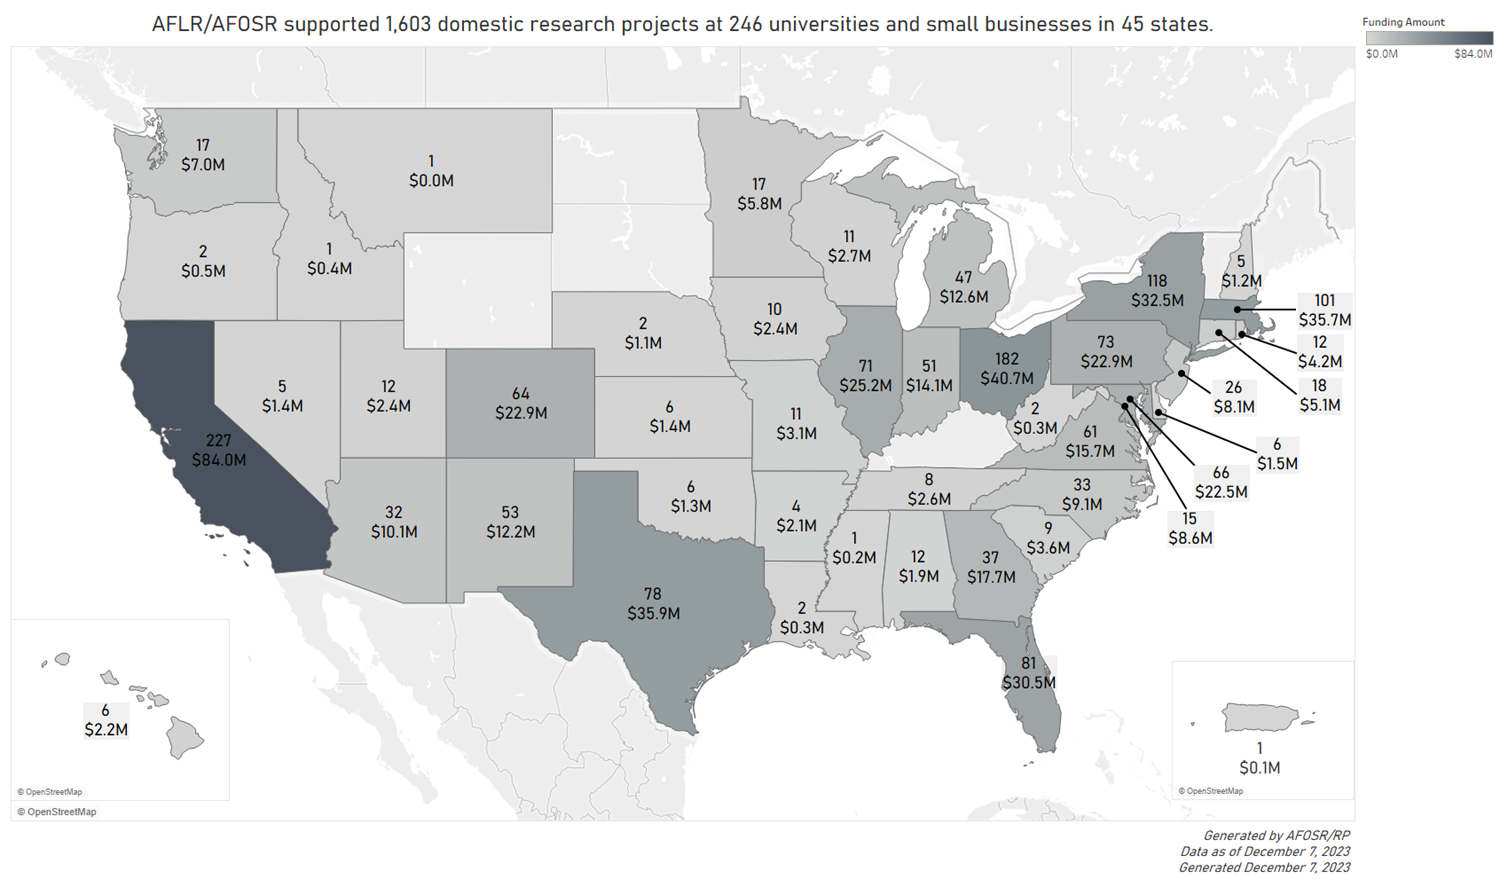 AFLR/AFOSR supported 1,603 domestic research projects at 246 universities and small businesses in 45 states.
Funding Amount
$0.0M $84.0M
17
$7.0M
1
$0.0M
17
$5.8M
2
$0.5M
1
$0.4M
11
$2.7M
47
$12.6M
118
$32.5M
5
$1.2M
101
$35.7M
12
$4.2M
18
$5.1M
26
$8.1M
6
$1.5M
66
$22.5M
15
$8.6M
10
$2.4M
2
$1.1M
71
$25.2M
51
$14.1M
182
$40.7M
73
$22.9M
5
$1.4M
12
$2.4M
64
$22.9M
6
$1.4M
11
$3.1M
2
$0.3M
61
$15.7M
227
$84.0M
32
$10.1M
53
$12.2M
6
$1.3M
4
$2.1M
8
$2.6M
33
$9.1M
9
$3.6M
1
$0.2M
12
$1.9M
37
$17.7M
78
$35.9M
2
$0.3M
81
$30.5M
6
$2.2M
1
$0.1M
© OpenStreetMap
© OpenStreetMap
© OpenStreetMap
Generated by AFOSR/RP
Data as of December 7, 2023
Generated December 7, 2023